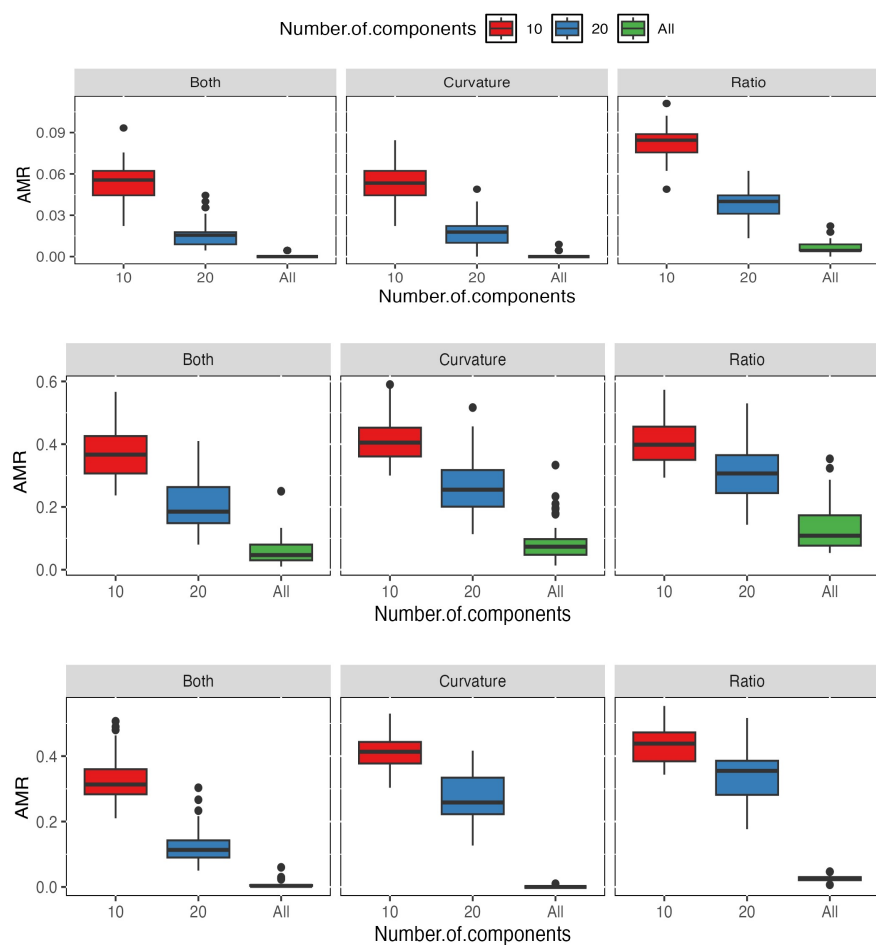 Number.of.components 10 20 All
Both Curvature Ratio
AMR
0.09
0.06
0.03
0.00
10 20 All 10 20 All 10 20 All
Number.of.components
Both Curvature Ratio
AMR
0.6
0.4
0.2
0.0
10 20 All 10 20 All 10 20 All
Number.of.components
Both Curvature Ratio
AMR
0.4
0.2
0.0
10 20 All 10 20 All 10 20 All
Number.of.components